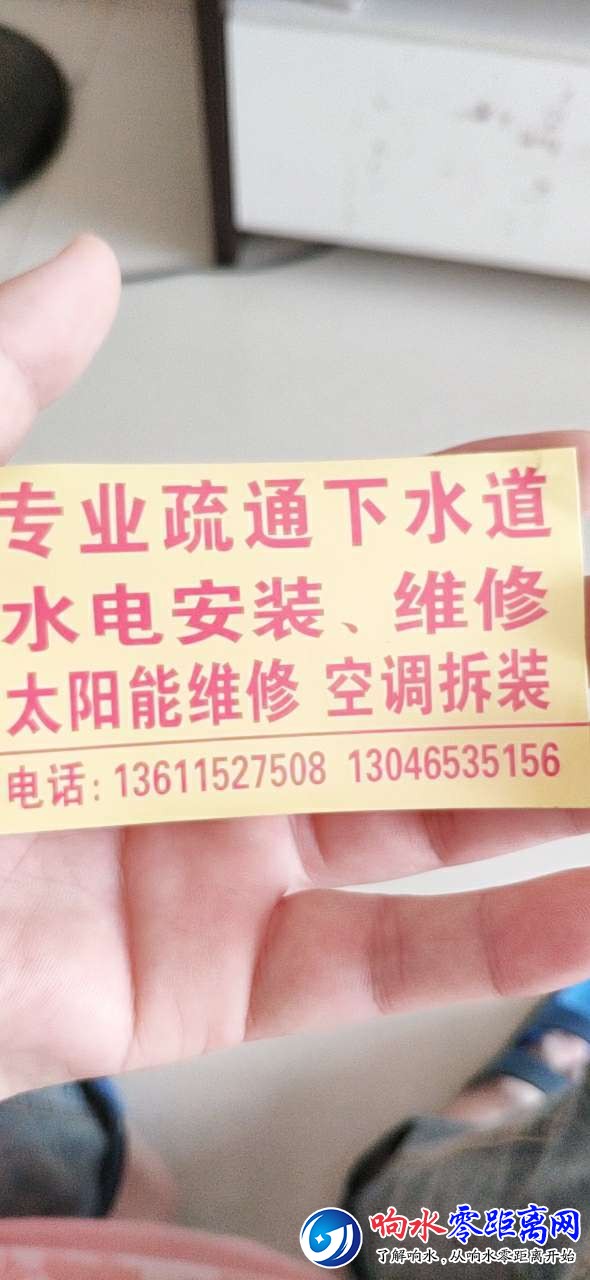 专业疏通下水道
水电安装、维修
太阳能维修 空调拆装
电话: 13611527508 13046535156
响水零距离网
了解响水，从响水零距离开始